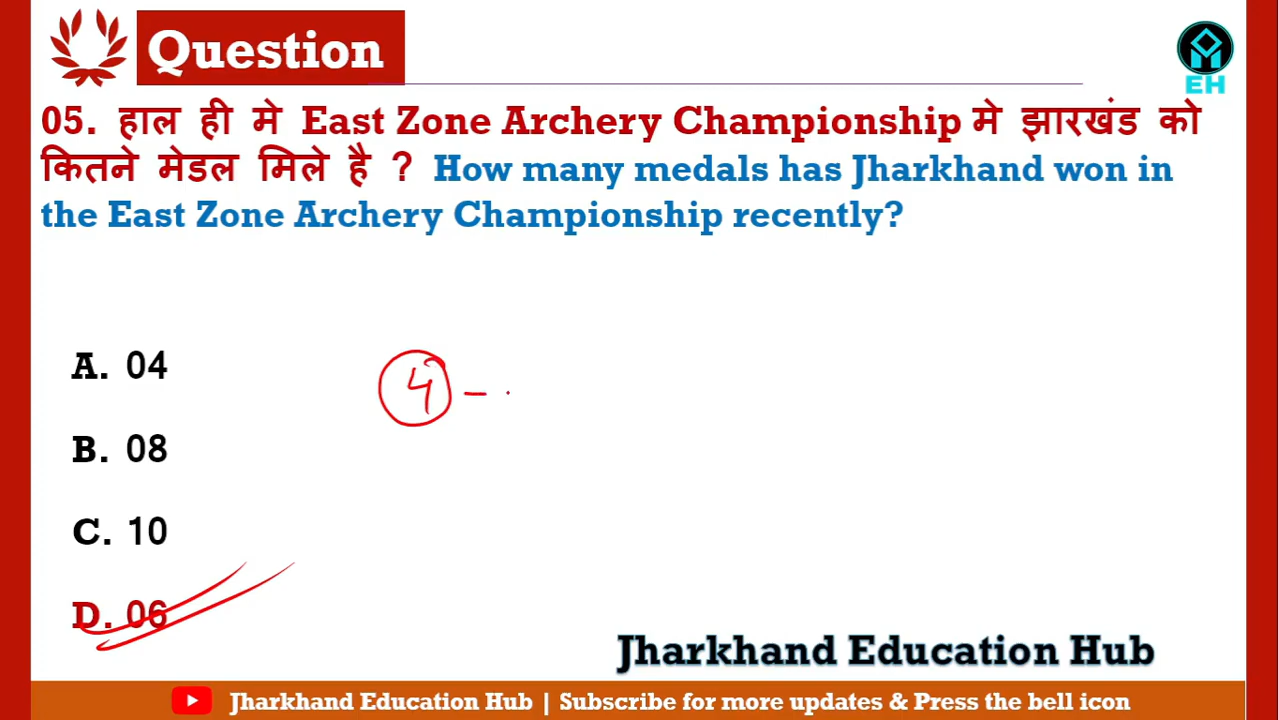 Question
EH
05. हाल ही मे East Zone Archery Championship मे झारखंड को
कितने मेडल मिले है ? How many medals has Jharkhand won in
the East Zone Archery Championship recently?
A. 04
4 -
B. 08
C. 10
D. 06
Jharkhand Education Hub
Jharkhand Education Hub | Subscribe for more updates & Press the bell icon